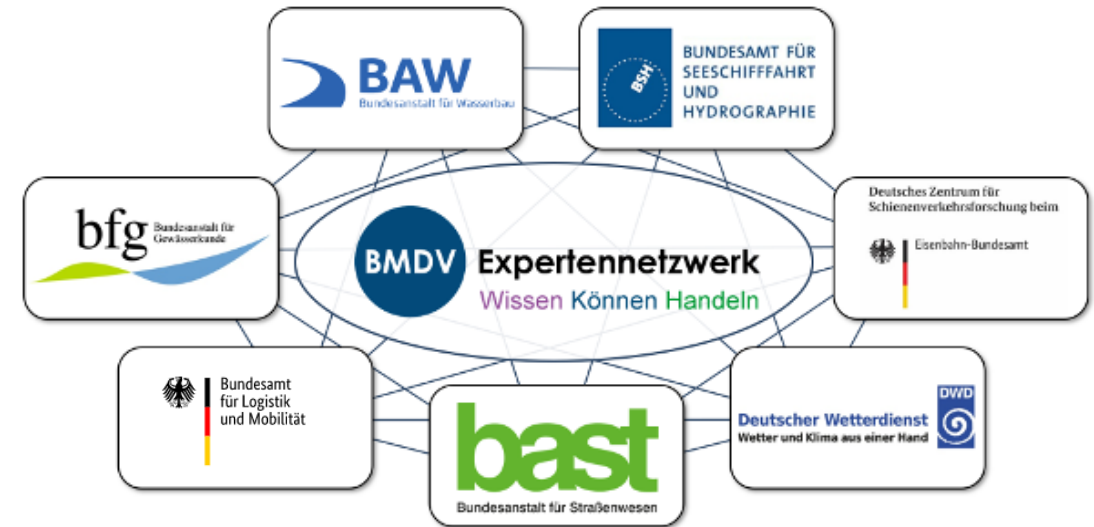 BAW
Bundesanstalt für Wasserbau
BSH
BUNDESAMT FÜR
SEESCHIFFFAHRT
UND
HYDROGRAPHIE
bfg
Bundesanstalt für
Gewässerkunde
BMDV
Expertennetzwerk
Wissen Können Handeln
Deutsches Zentrum für
Schienenverkehrsforschung beim
Eisenbahn-Bundesamt
Bundesamt
für Logistik
und Mobilität
bast
Bundesanstalt für Straßenwesen
Deutscher Wetterdienst
Wetter und Klima aus einer Hand
DWD